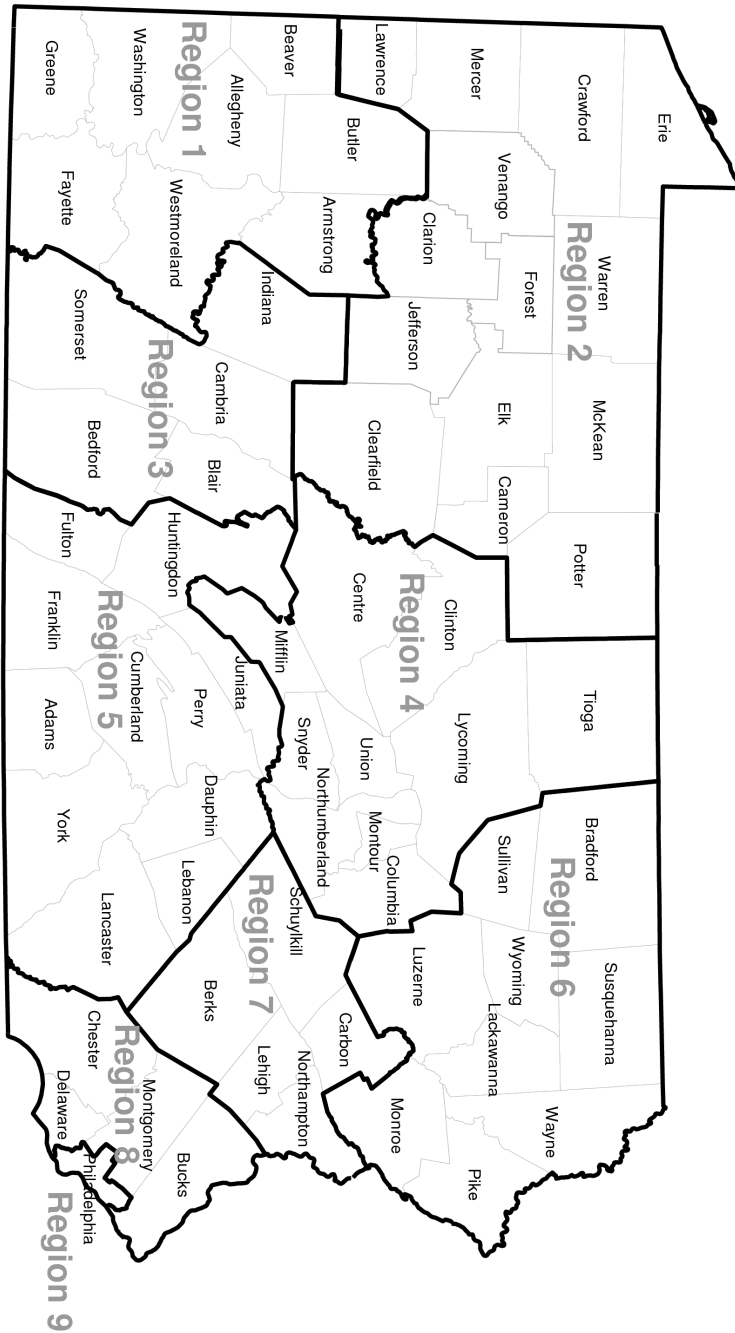 Region 1
Beaver
Washington
Greene
Allegheny
Butler
Westmoreland
Fayette
Armstrong
Region 2
Erie
Crawford
Mercer
Lawrence
Venango
Warren
Forest
Clarion
Jefferson
McKean
Elk
Cameron
Clearfield
Potter
Region 3
Indiana
Somerset
Cambria
Bedford
Blair
Region 4
Centre
Clinton
Mifflin
Tioga
Lycoming
Union
Snyder
Northumberland
Montour
Columbia
Region 5
Huntingdon
Fulton
Franklin
Juniata
Perry
Cumberland
Adams
Dauphin
York
Lebanon
Lancaster
Region 6
Bradford
Sullivan
Susquehanna
Wyoming
Luzerne
Lackawanna
Wayne
Monroe
Pike
Region 7
Schuylkill
Berks
Carbon
Lehigh
Northampton
Region 8
Chester
Delaware
Montgomery
Bucks
Philadelphia
Region 9